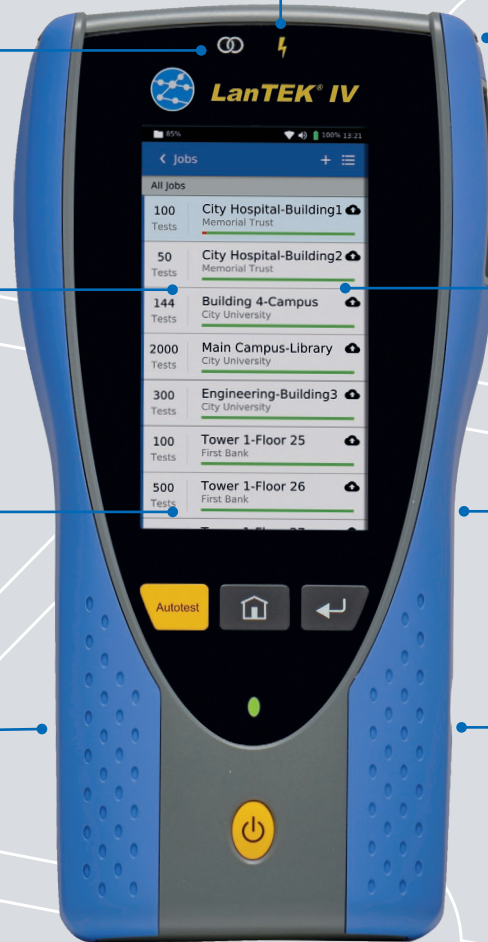 LanTEK® IV
85%
100% 13:21
Jobs
All Jobs
100 Tests
City Hospital-Building1
Memorial Trust
50 Tests
City Hospital-Building2
Memorial Trust
144 Tests
Building 4-Campus
City University
2000 Tests
Main Campus-Library
City University
300 Tests
Engineering-Building3
City University
100 Tests
Tower 1-Floor 25
First Bank
500 Tests
Tower 1-Floor 26
First Bank
Autotest